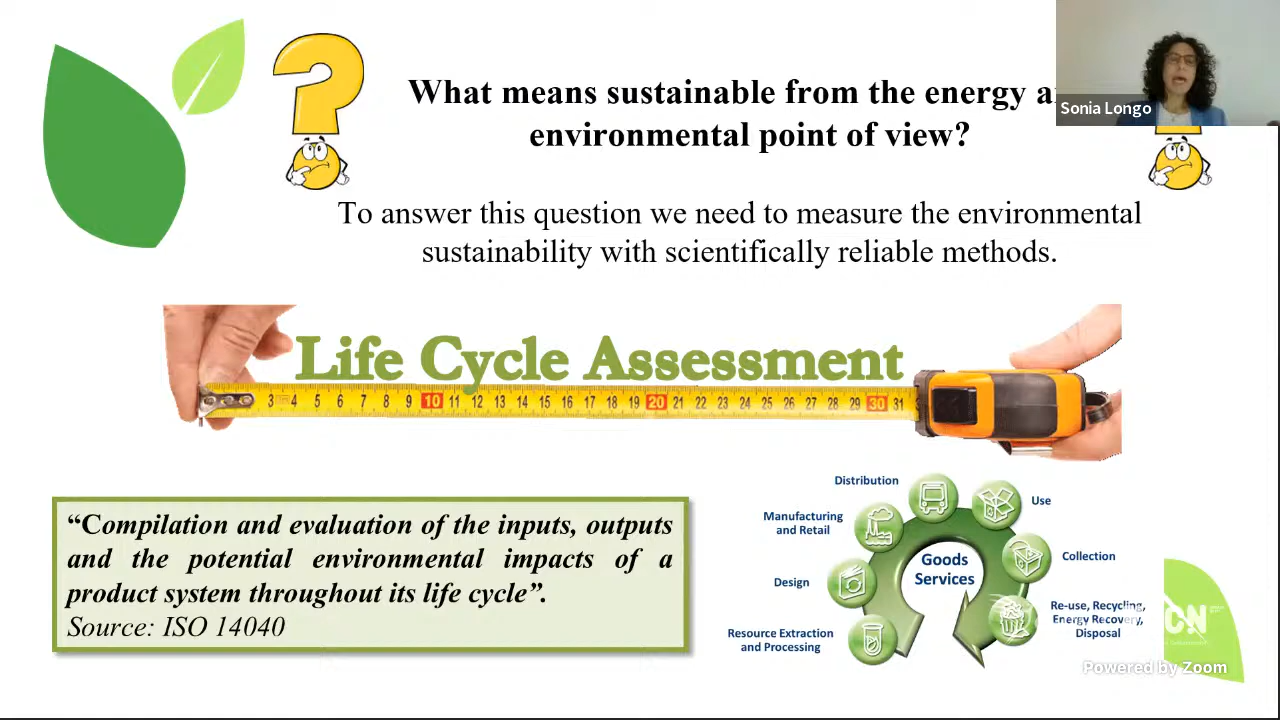 What means sustainable from the energy a
environmental point of view?
Sonia Longo
To answer this question we need to measure the environmental
sustainability with scientifically reliable methods.
Life Cycle Assessment
3 4 5 6 7 8 9 10 11 12 13 14 15 16 17 18 19 20 21 22 23 24 25 26 27 28 29 30 31
“Compilation and evaluation of the inputs, outputs
and the potential environmental impacts of a
product system throughout its life cycle”.
Source: ISO 14040
Distribution
Use
Manufacturing
and Retail
Goods
Services
Collection
Design
Re-use, Recycling,
Energy Recovery,
Disposal
Resource Extraction
and Processing
CN
Powered by Zoom